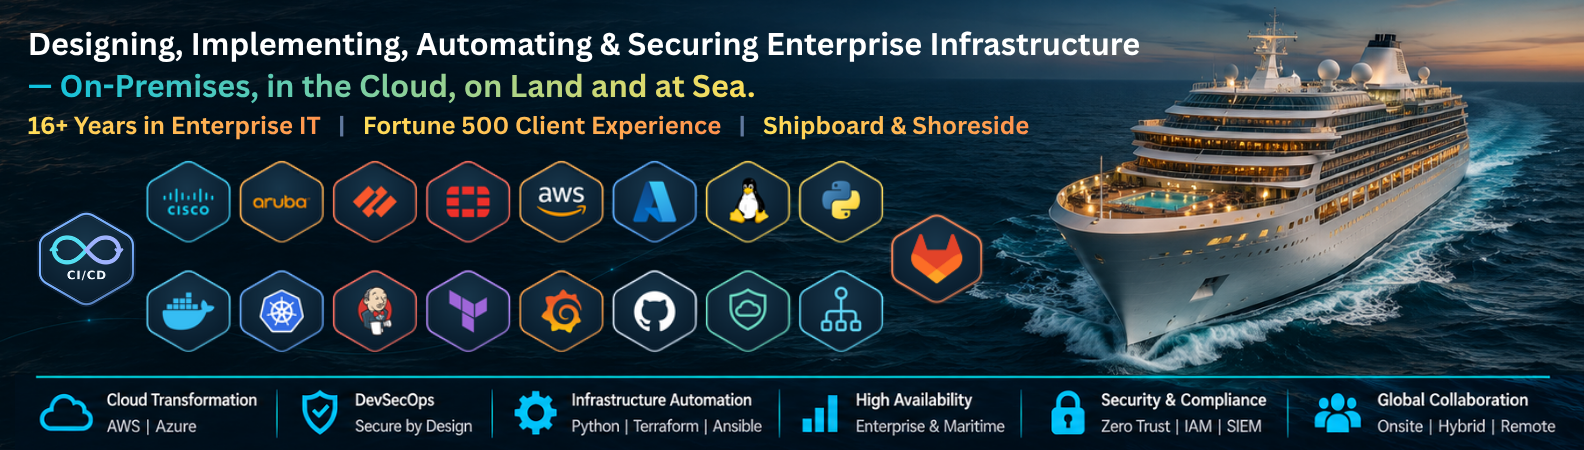 Designing, Implementing, Automating & Securing Enterprise Infrastructure
— On-Premises, in the Cloud, on Land and at Sea.
16+ Years in Enterprise IT | Fortune 500 Client Experience | Shipboard & Shoreside
CISCO
aruba
aws
CI/CD
Cloud Transformation
AWS | Azure
DevSecOps
Secure by Design
Infrastructure Automation
Python | Terraform | Ansible
High Availability
Enterprise & Maritime
Security & Compliance
Zero Trust | IAM | SIEM
Global Collaboration
Onsite | Hybrid | Remote